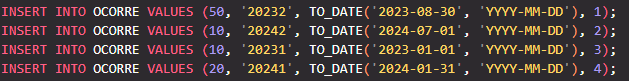 INSERT INTO OCORRE VALUES (50, '20232', TO_DATE('2023-08-30', 'YYYY-MM-DD'), 1);
INSERT INTO OCORRE VALUES (10, '20242', TO_DATE('2024-07-01', 'YYYY-MM-DD'), 2);
INSERT INTO OCORRE VALUES (10, '20231', TO_DATE('2023-01-01', 'YYYY-MM-DD'), 3);
INSERT INTO OCORRE VALUES (20, '20241', TO_DATE('2024-01-31', 'YYYY-MM-DD'), 4);